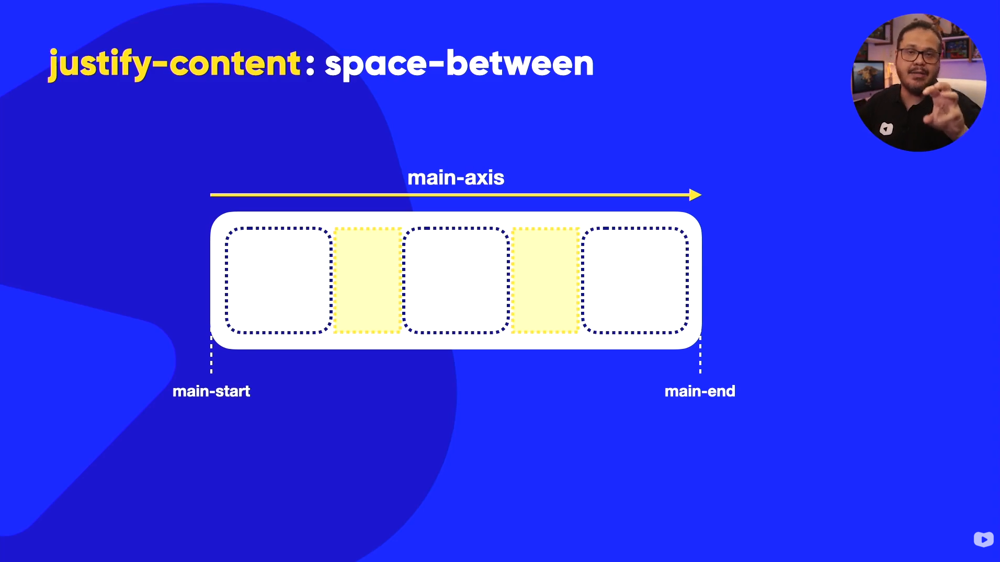 justify-content: space-between
main-axis
main-start
main-end